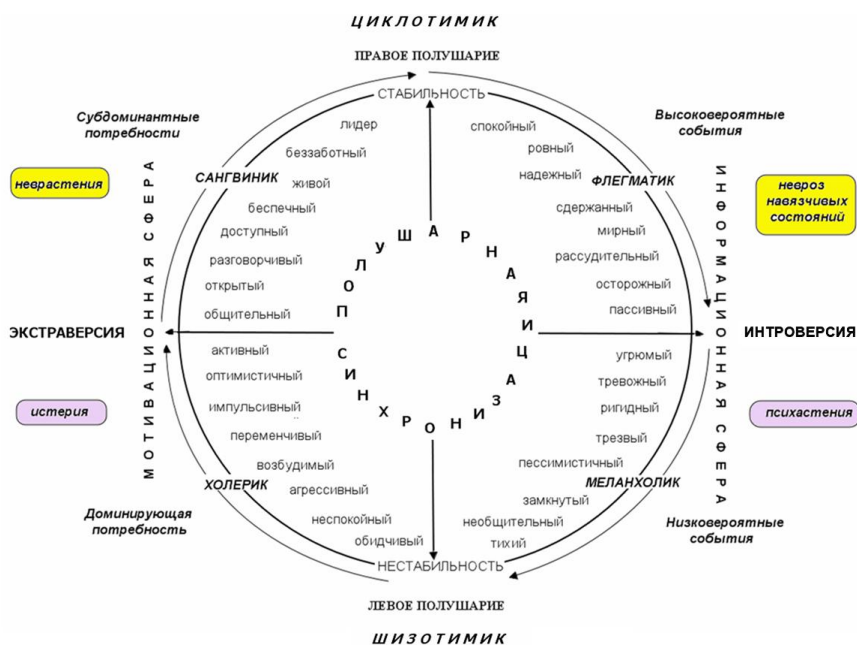 ЦИКЛОТИМИК
ПРАВОЕ ПОЛУШАРИЕ
СТАБИЛЬНОСТЬ
Субдоминантные
потребности
Высоковероятные
события
неврастения
невроз
навязчивых
состояний
МОТИВАЦИОННАЯ СФЕРА
ИНФОРМАЦИОННАЯ СФЕРА
САНГВИНИК
лидер
беззаботный
живой
беспечный
доступный
разговорчивый
открытый
общительный
ФЛЕГМАТИК
спокойный
ровный
надежный
сдержанный
мирный
рассудительный
осторожный
пассивный
ПОЛУШАРНАЯ
СИНХРОНИЗАЦИЯ
ЭКСТРАВЕРСИЯ
ИНТРОВЕРСИЯ
активный
оптимистичный
импульсивный
переменчивый
возбудимый
агрессивный
неспокойный
обидчивый
ХОЛЕРИК
угрюмый
тревожный
ригидный
трезвый
пессимистичный
замкнутый
необщительный
тихий
МЕЛАНХОЛИК
истерия
психастения
Доминирующая
потребность
Низковероятные
события
НЕСТАБИЛЬНОСТЬ
ЛЕВОЕ ПОЛУШАРИЕ
ШИЗОТИМИК